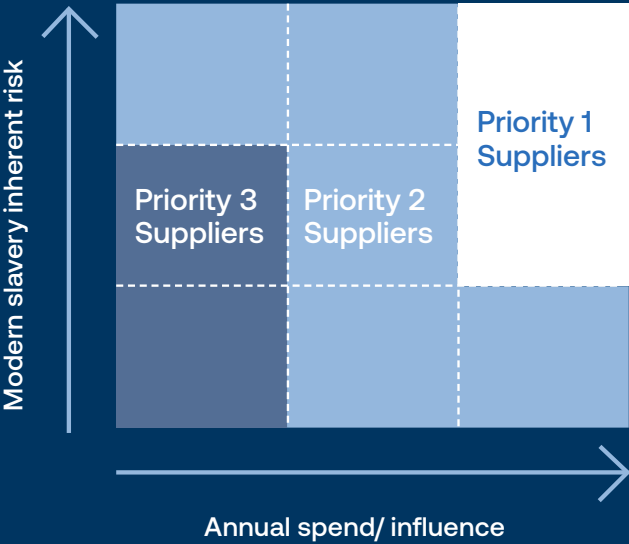 Modern slavery inherent risk
Priority 1
Suppliers
Priority 3
Suppliers
Priority 2
Suppliers
Annual spend/ influence